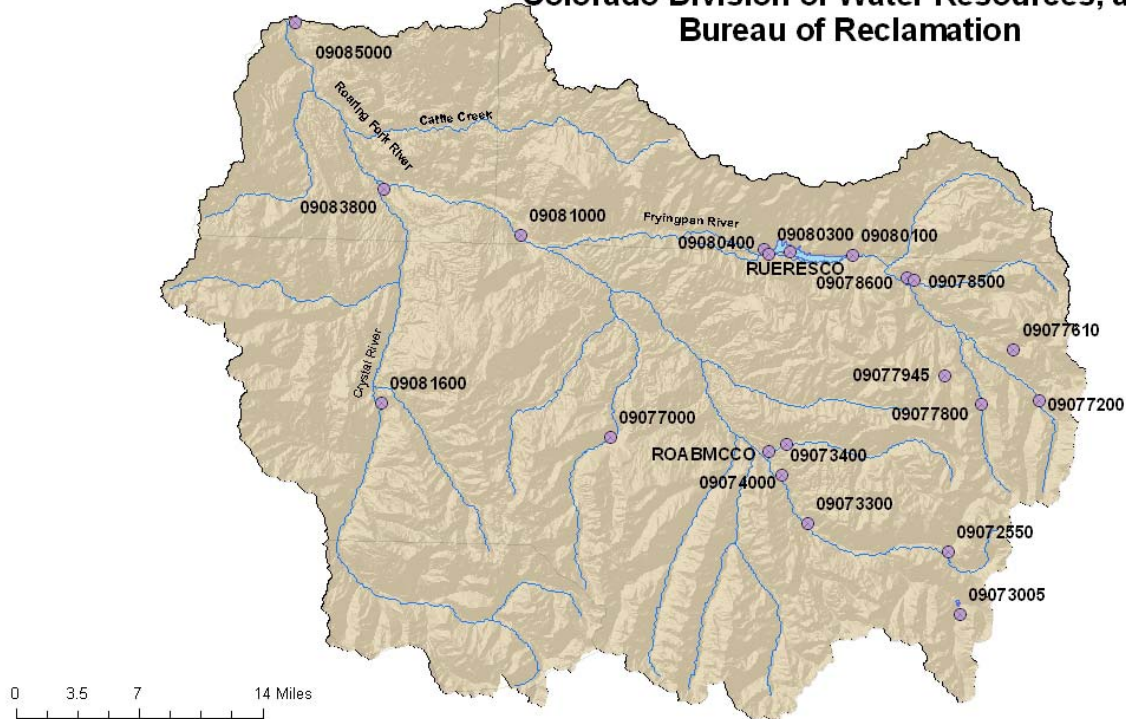 Colorado Division of Water Resources, a
Bureau of Reclamation
09085000
Roaring Fork River
Cattle Creek
09083800
09081000
Fryingpan River
09080400
09080300
09080100
RUERESCO
09078600
09078500
09077610
Crystal River
09081600
09077945
09077800
09077200
09077000
ROABMCCO
09073400
09074000
09073300
09072550
09073005
0 3.5 7 14 Miles